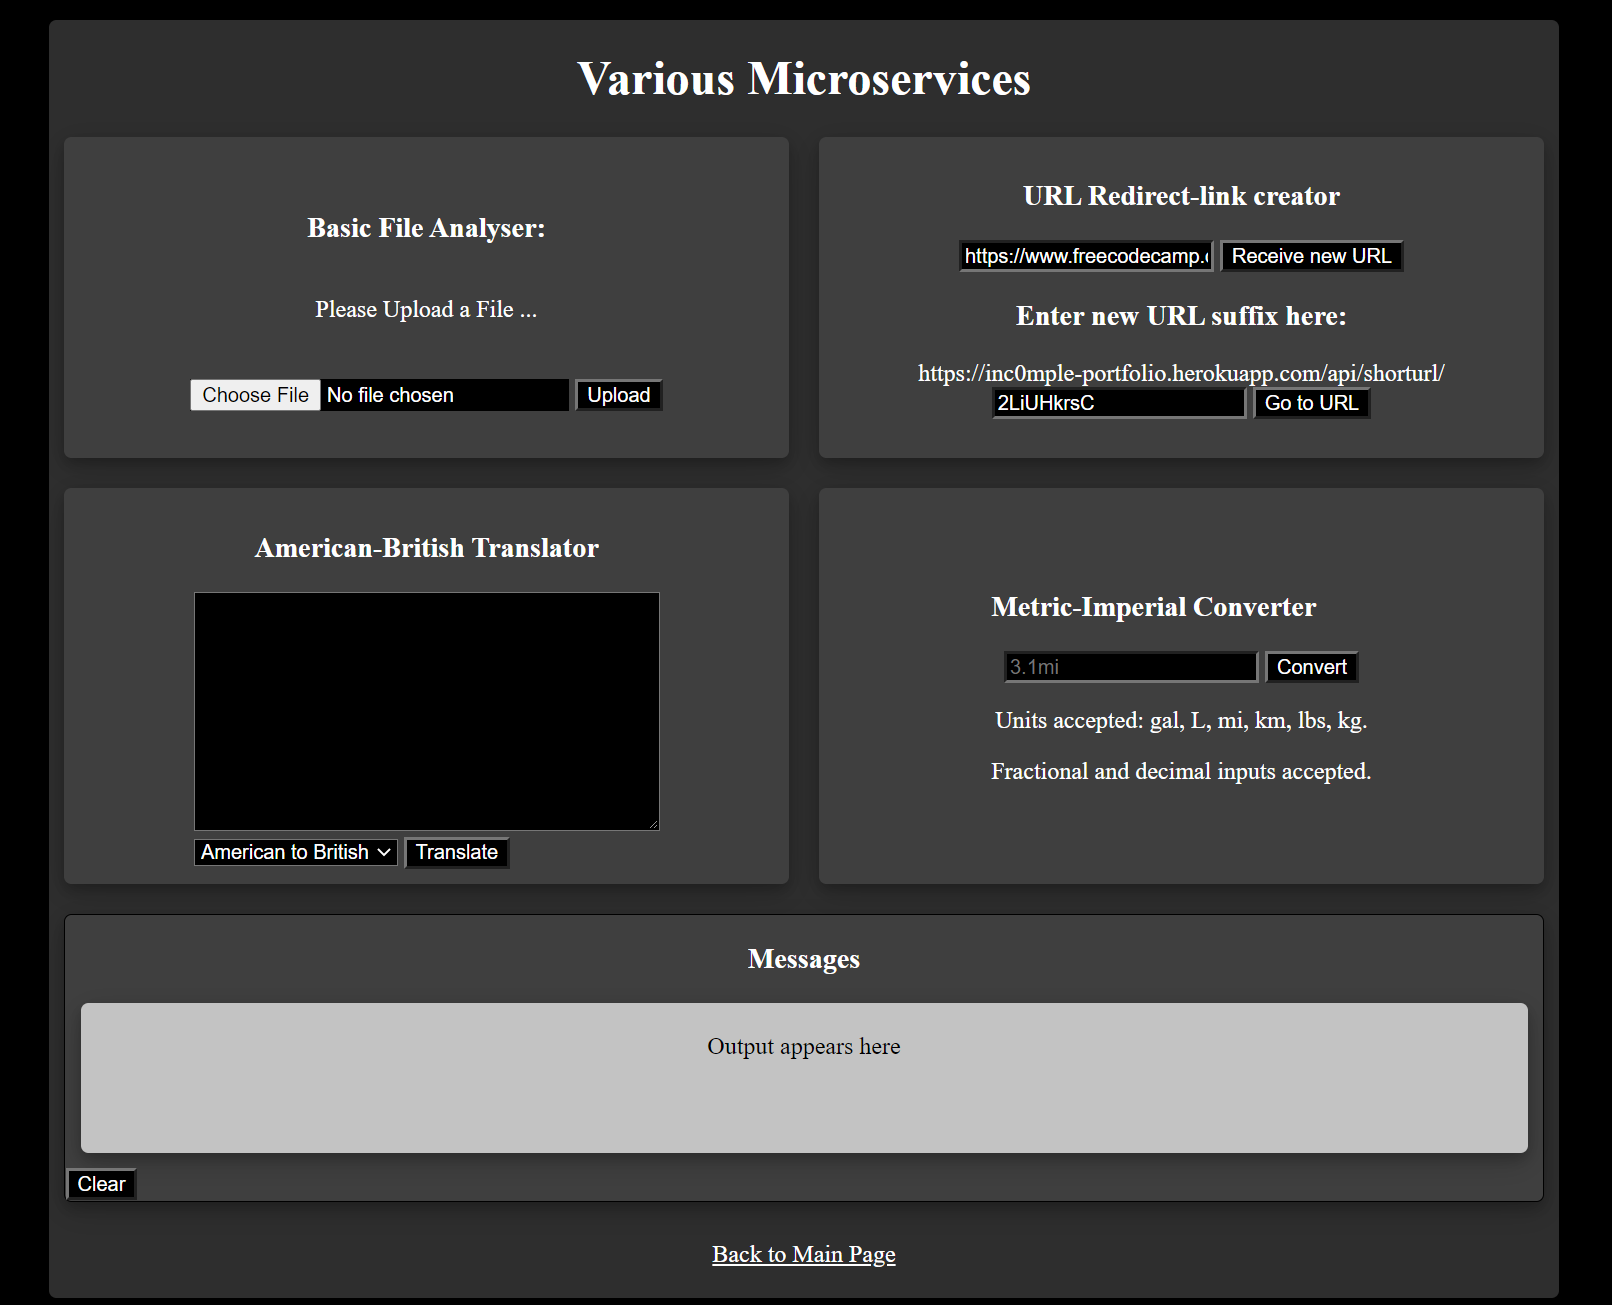 Various Microservices
Basic File Analyser:
Please Upload a File ...
Choose File No file chosen Upload
URL Redirect-link creator
https://www.freecodecamp. Receive new URL
Enter new URL suffix here:
https://inc0mple-portfolio.herokuapp.com/api/shorturl/
2LiUHkrsC Go to URL
American-British Translator
American to British Translate
Metric-Imperial Converter
3.1mi Convert
Units accepted: gal, L, mi, km, lbs, kg.
Fractional and decimal inputs accepted.
Messages
Output appears here
Clear
Back to Main Page